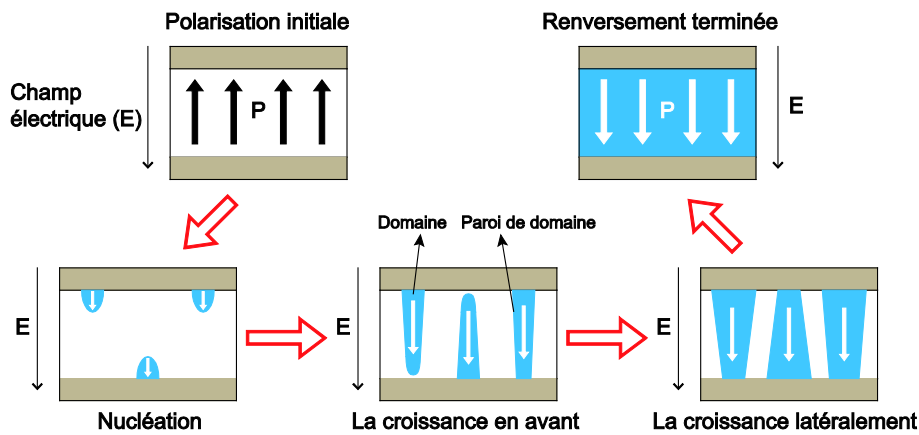 Polarisation initiale
Renversement terminée
Champ
électrique (E)
P
P
E
Domaine
Paroi de domaine
E
E
E
Nucléation
La croissance en avant
La croissance latéralement